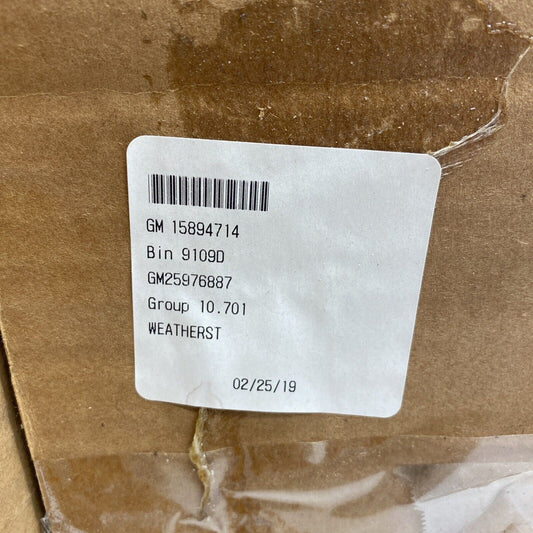 GM 15894714
Bin 9109D
GM25976887
Group 10.701
WEATHERST
02/25/19